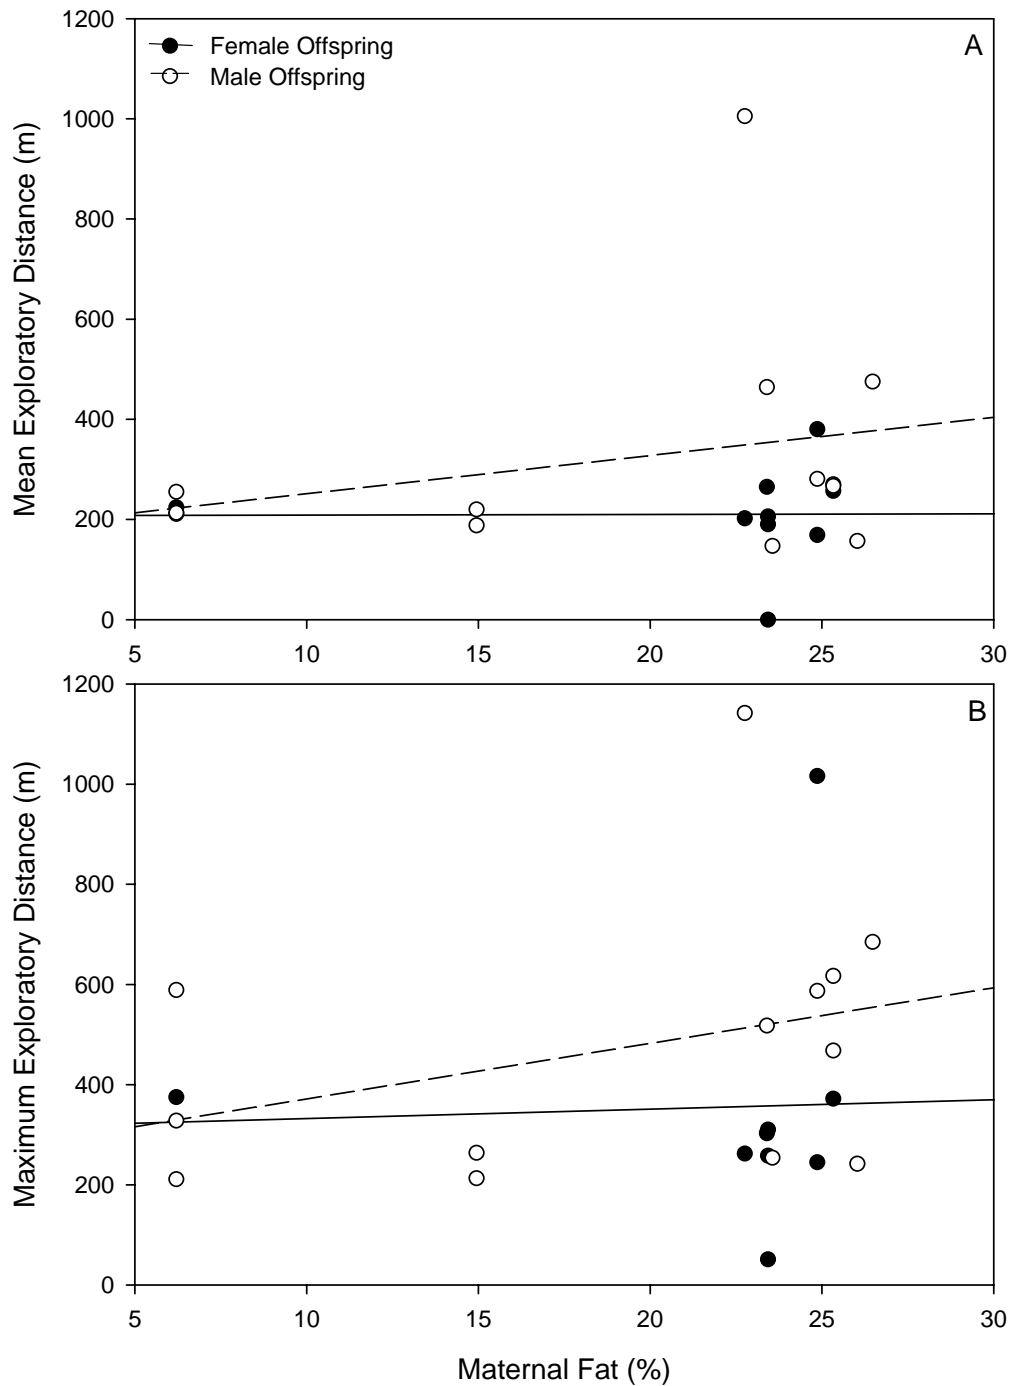 1200
1000
800
600
400
200
0
Mean Exploratory Distance (m)
Female Offspring
Male Offspring
A
5 10 15 20 25 30
1200
1000
800
600
400
200
0
Maximum Exploratory Distance (m)
B
5 10 15 20 25 30
Maternal Fat (%)